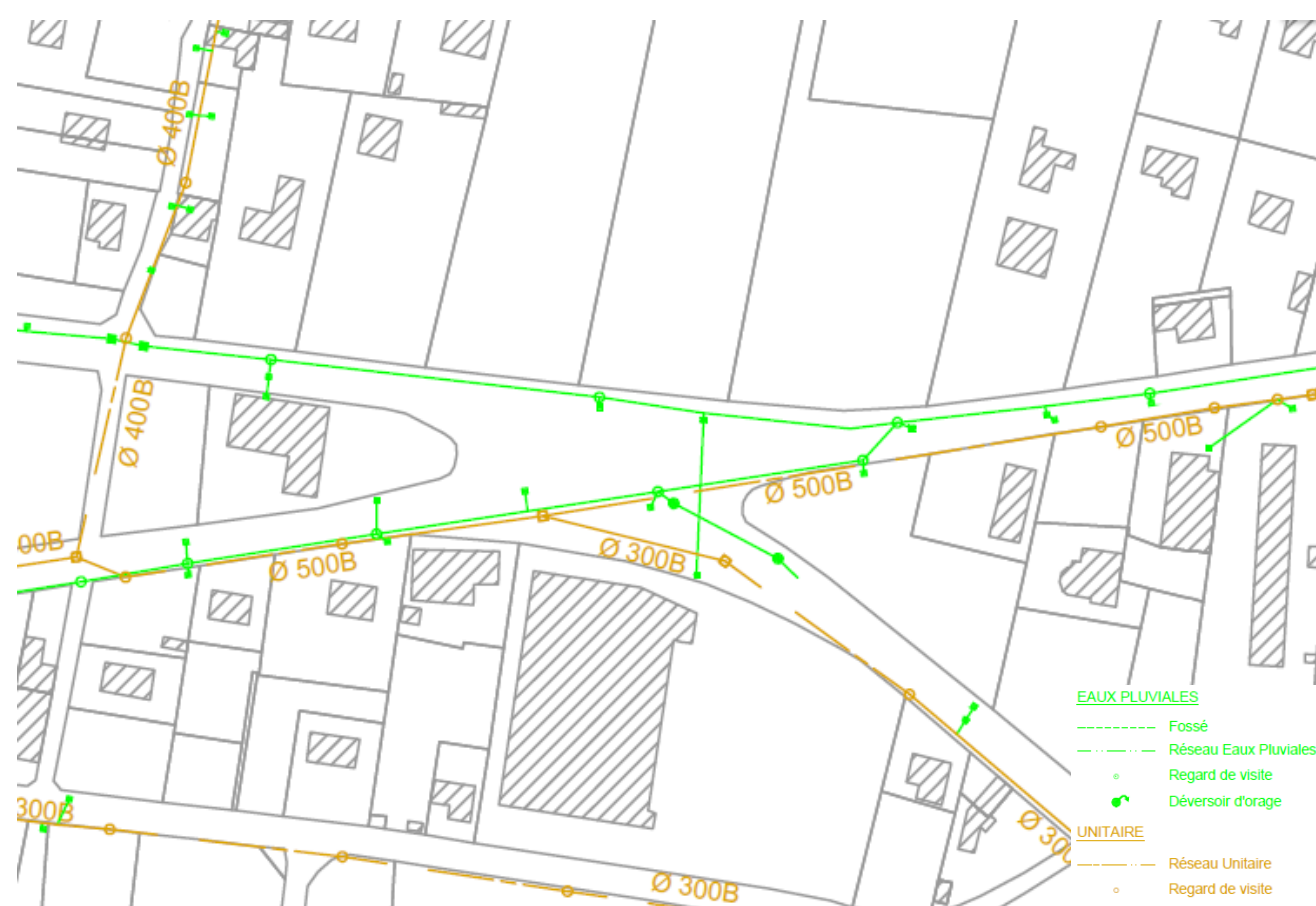 Ø 400B
Ø 400B
Ø 500B
Ø 500B
00B
Ø 300B
Ø 500B
EAUX PLUVIALES
Fossé
Réseau Eaux Pluviales
Regard de visite
Déversoir d'orage
300B
Ø 300
UNITAIRE
Réseau Unitaire
Ø 300B
Regard de visite